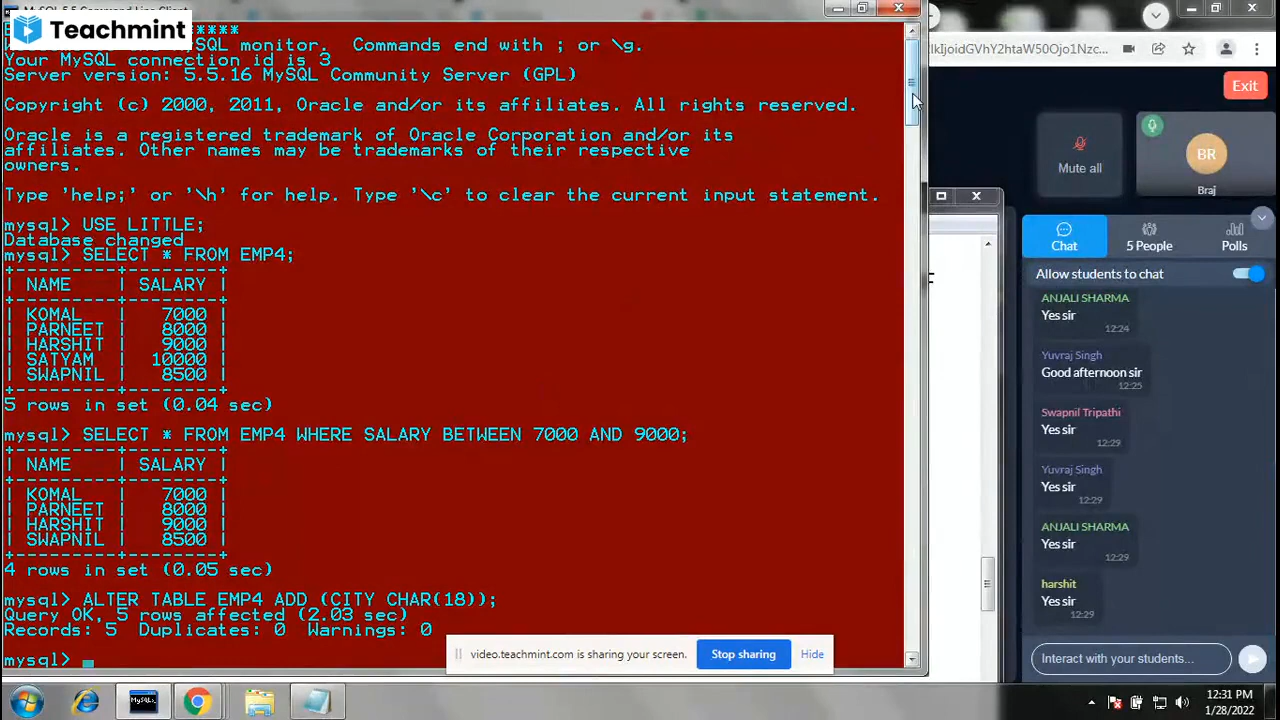 Teachmint
MySQL 5.5 Command Line Client
MySQL monitor.  Commands end with ; or \g.
Your MySQL connection id is 3
Server version: 5.5.16 MySQL Community Server (GPL)
Copyright (c) 2000, 2011, Oracle and/or its affiliates. All rights reserved.
Oracle is a registered trademark of Oracle Corporation and/or its
affiliates. Other names may be trademarks of their respective
owners.
Type 'help;' or '\h' for help. Type '\c' to clear the current input statement.
mysql> USE LITTLE;
Database changed
mysql> SELECT * FROM EMP4;
| NAME | SALARY |
| KOMAL | 7000 |
| PARNEET | 8000 |
| HARSHIT | 9000 |
| SATYAM | 10000 |
| SWAPNIL | 8500 |
5 rows in set (0.04 sec)
mysql> SELECT * FROM EMP4 WHERE SALARY BETWEEN 7000 AND 9000;
| NAME | SALARY |
| KOMAL | 7000 |
| PARNEET | 8000 |
| HARSHIT | 9000 |
| SWAPNIL | 8500 |
4 rows in set (0.05 sec)
mysql> ALTER TABLE EMP4 ADD (CITY CHAR(18));
Query OK, 5 rows affected (2.03 sec)
Records: 5  Duplicates: 0  Warnings: 0
mysql>
video.teachmint.com is sharing your screen.
Stop sharing
Hide
Exit
Mute all
BR
Braj
Chat
5 People
Polls
Allow students to chat
ANJALI SHARMA
Yes sir
12:24
Yuvraj Singh
Good afternoon sir
12:25
Swapnil Tripathi
Yes sir
12:29
Yuvraj Singh
Yes sir
12:29
ANJALI SHARMA
Yes sir
12:29
harshit
Yes sir
12:29
Interact with your students...
12:31 PM
1/28/2022